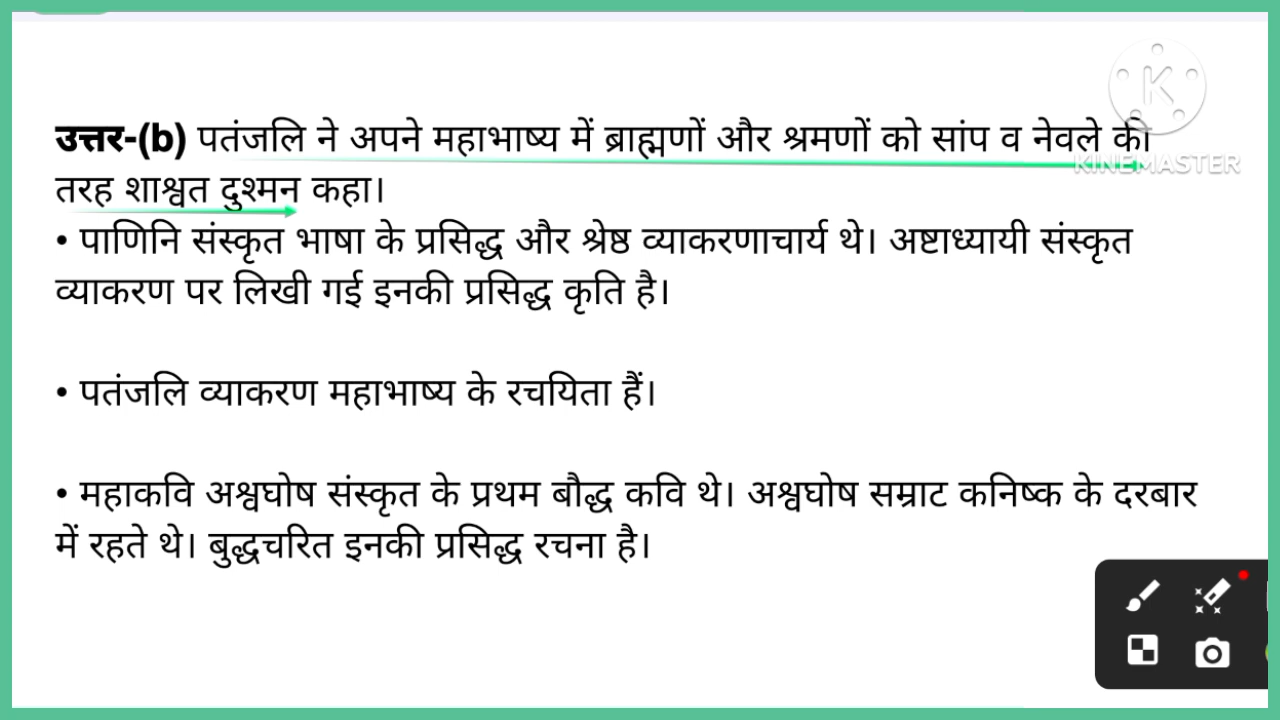 उत्तर-(b) पतंजलि ने अपने महाभाष्य में ब्राह्मणों और श्रमणों को सांप व नेवले की
तरह शाश्वत दुश्मन कहा।
• पाणिनि संस्कृत भाषा के प्रसिद्ध और श्रेष्ठ व्याकरणाचार्य थे। अष्टाध्यायी संस्कृत
व्याकरण पर लिखी गई इनकी प्रसिद्ध कृति है।
• पतंजलि व्याकरण महाभाष्य के रचयिता हैं।
• महाकवि अश्वघोष संस्कृत के प्रथम बौद्ध कवि थे। अश्वघोष सम्राट कनिष्क के दरबार
में रहते थे। बुद्धचरित इनकी प्रसिद्ध रचना है।
K
KINEMASTER